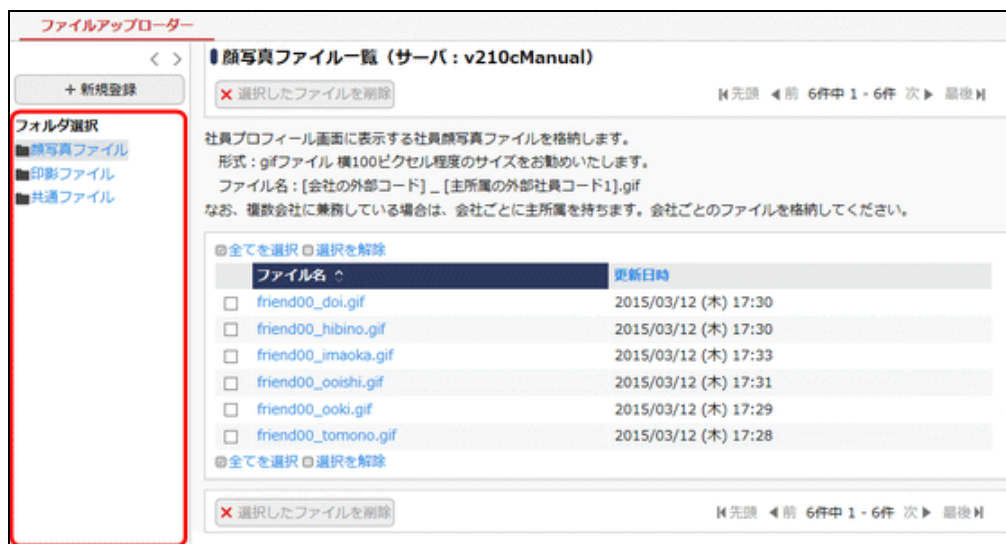 ファイルアップローダー
< >
+ 新規登録
フォルダ選択
顔写真ファイル
印影ファイル
共通ファイル
顔写真ファイル一覧（サーバ：v210cManual）
選択したファイルを削除
先頭 前 6件中 1 - 6件 次 最後
社員プロフィール画面に表示する社員顔写真ファイルを格納します。
形式：gifファイル 横100ピクセル程度のサイズをお勧めいたします。
ファイル名：[会社の外部コード] _ [主所属の外部社員コード1].gif
なお、複数会社に兼務している場合は、会社ごとに主所属を持ちます。会社ごとのファイルを格納してください。
全てを選択 選択を解除
ファイル名 更新日時
friend00_doi.gif 2015/03/12 (木) 17:30
friend00_hibino.gif 2015/03/12 (木) 17:30
friend00_imaoka.gif 2015/03/12 (木) 17:33
friend00_ooishi.gif 2015/03/12 (木) 17:31
friend00_ooki.gif 2015/03/12 (木) 17:29
friend00_tomono.gif 2015/03/12 (木) 17:28
全てを選択 選択を解除
選択したファイルを削除
先頭 前 6件中 1 - 6件 次 最後